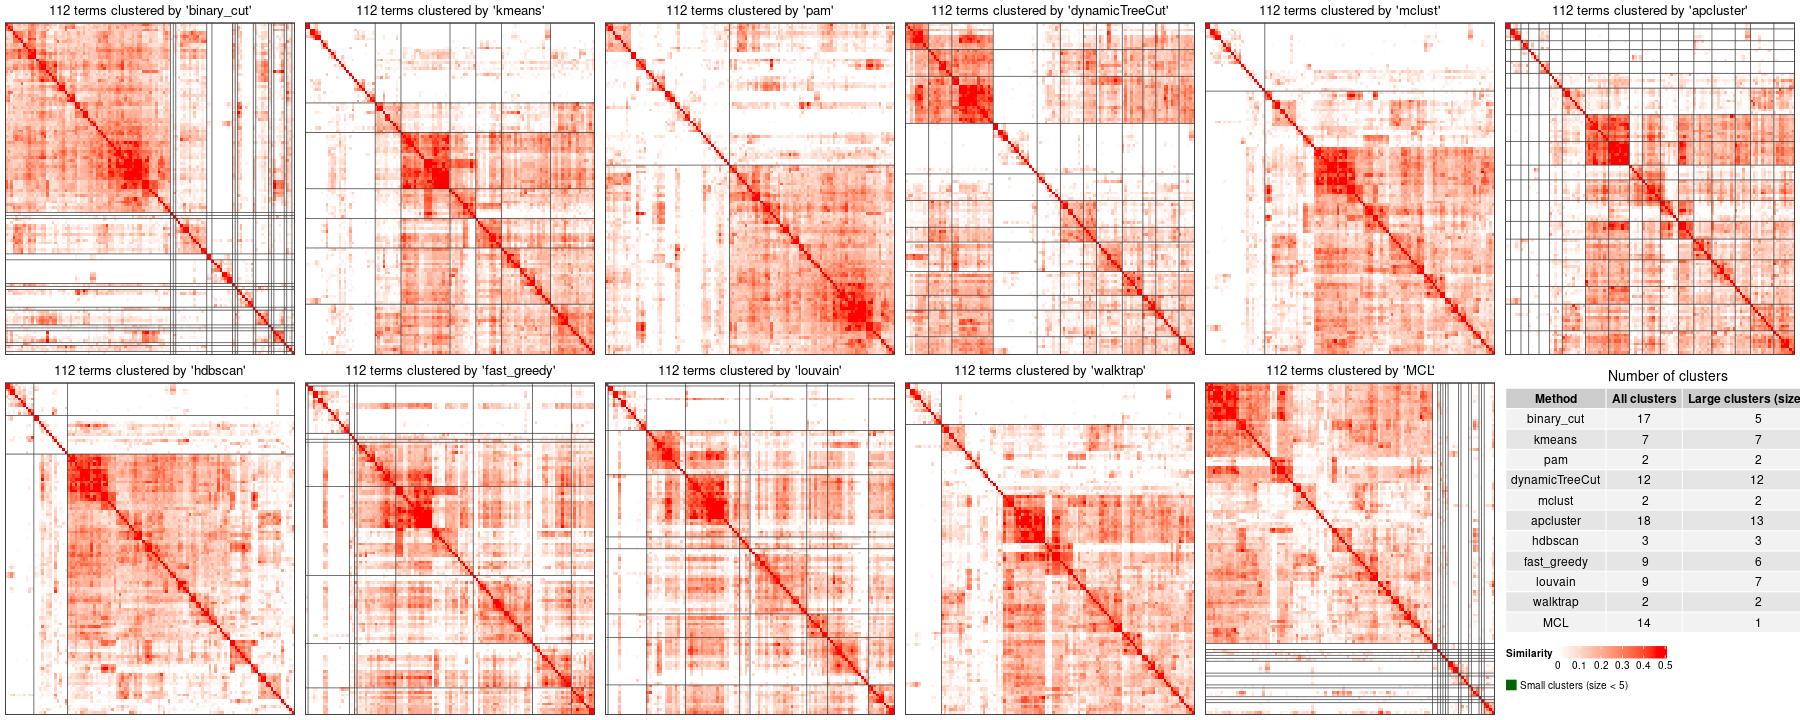 112 terms clustered by 'binary_cut'
112 terms clustered by 'kmeans'
112 terms clustered by 'pam'
112 terms clustered by 'dynamicTreeCut'
112 terms clustered by 'mclust'
112 terms clustered by 'apcluster'
112 terms clustered by 'hdbscan'
112 terms clustered by 'fast_greedy'
112 terms clustered by 'louvain'
112 terms clustered by 'walktrap'
112 terms clustered by 'MCL'
Number of clusters
Method All clusters Large clusters (size
binary_cut 17 5
kmeans 7 7
pam 2 2
dynamicTreeCut 12 12
mclust 2 2
apcluster 18 13
hdbscan 3 3
fast_greedy 9 6
louvain 9 7
walktrap 2 2
MCL 14 1
Similarity
0 0.1 0.2 0.3 0.4 0.5
Small clusters (size < 5)